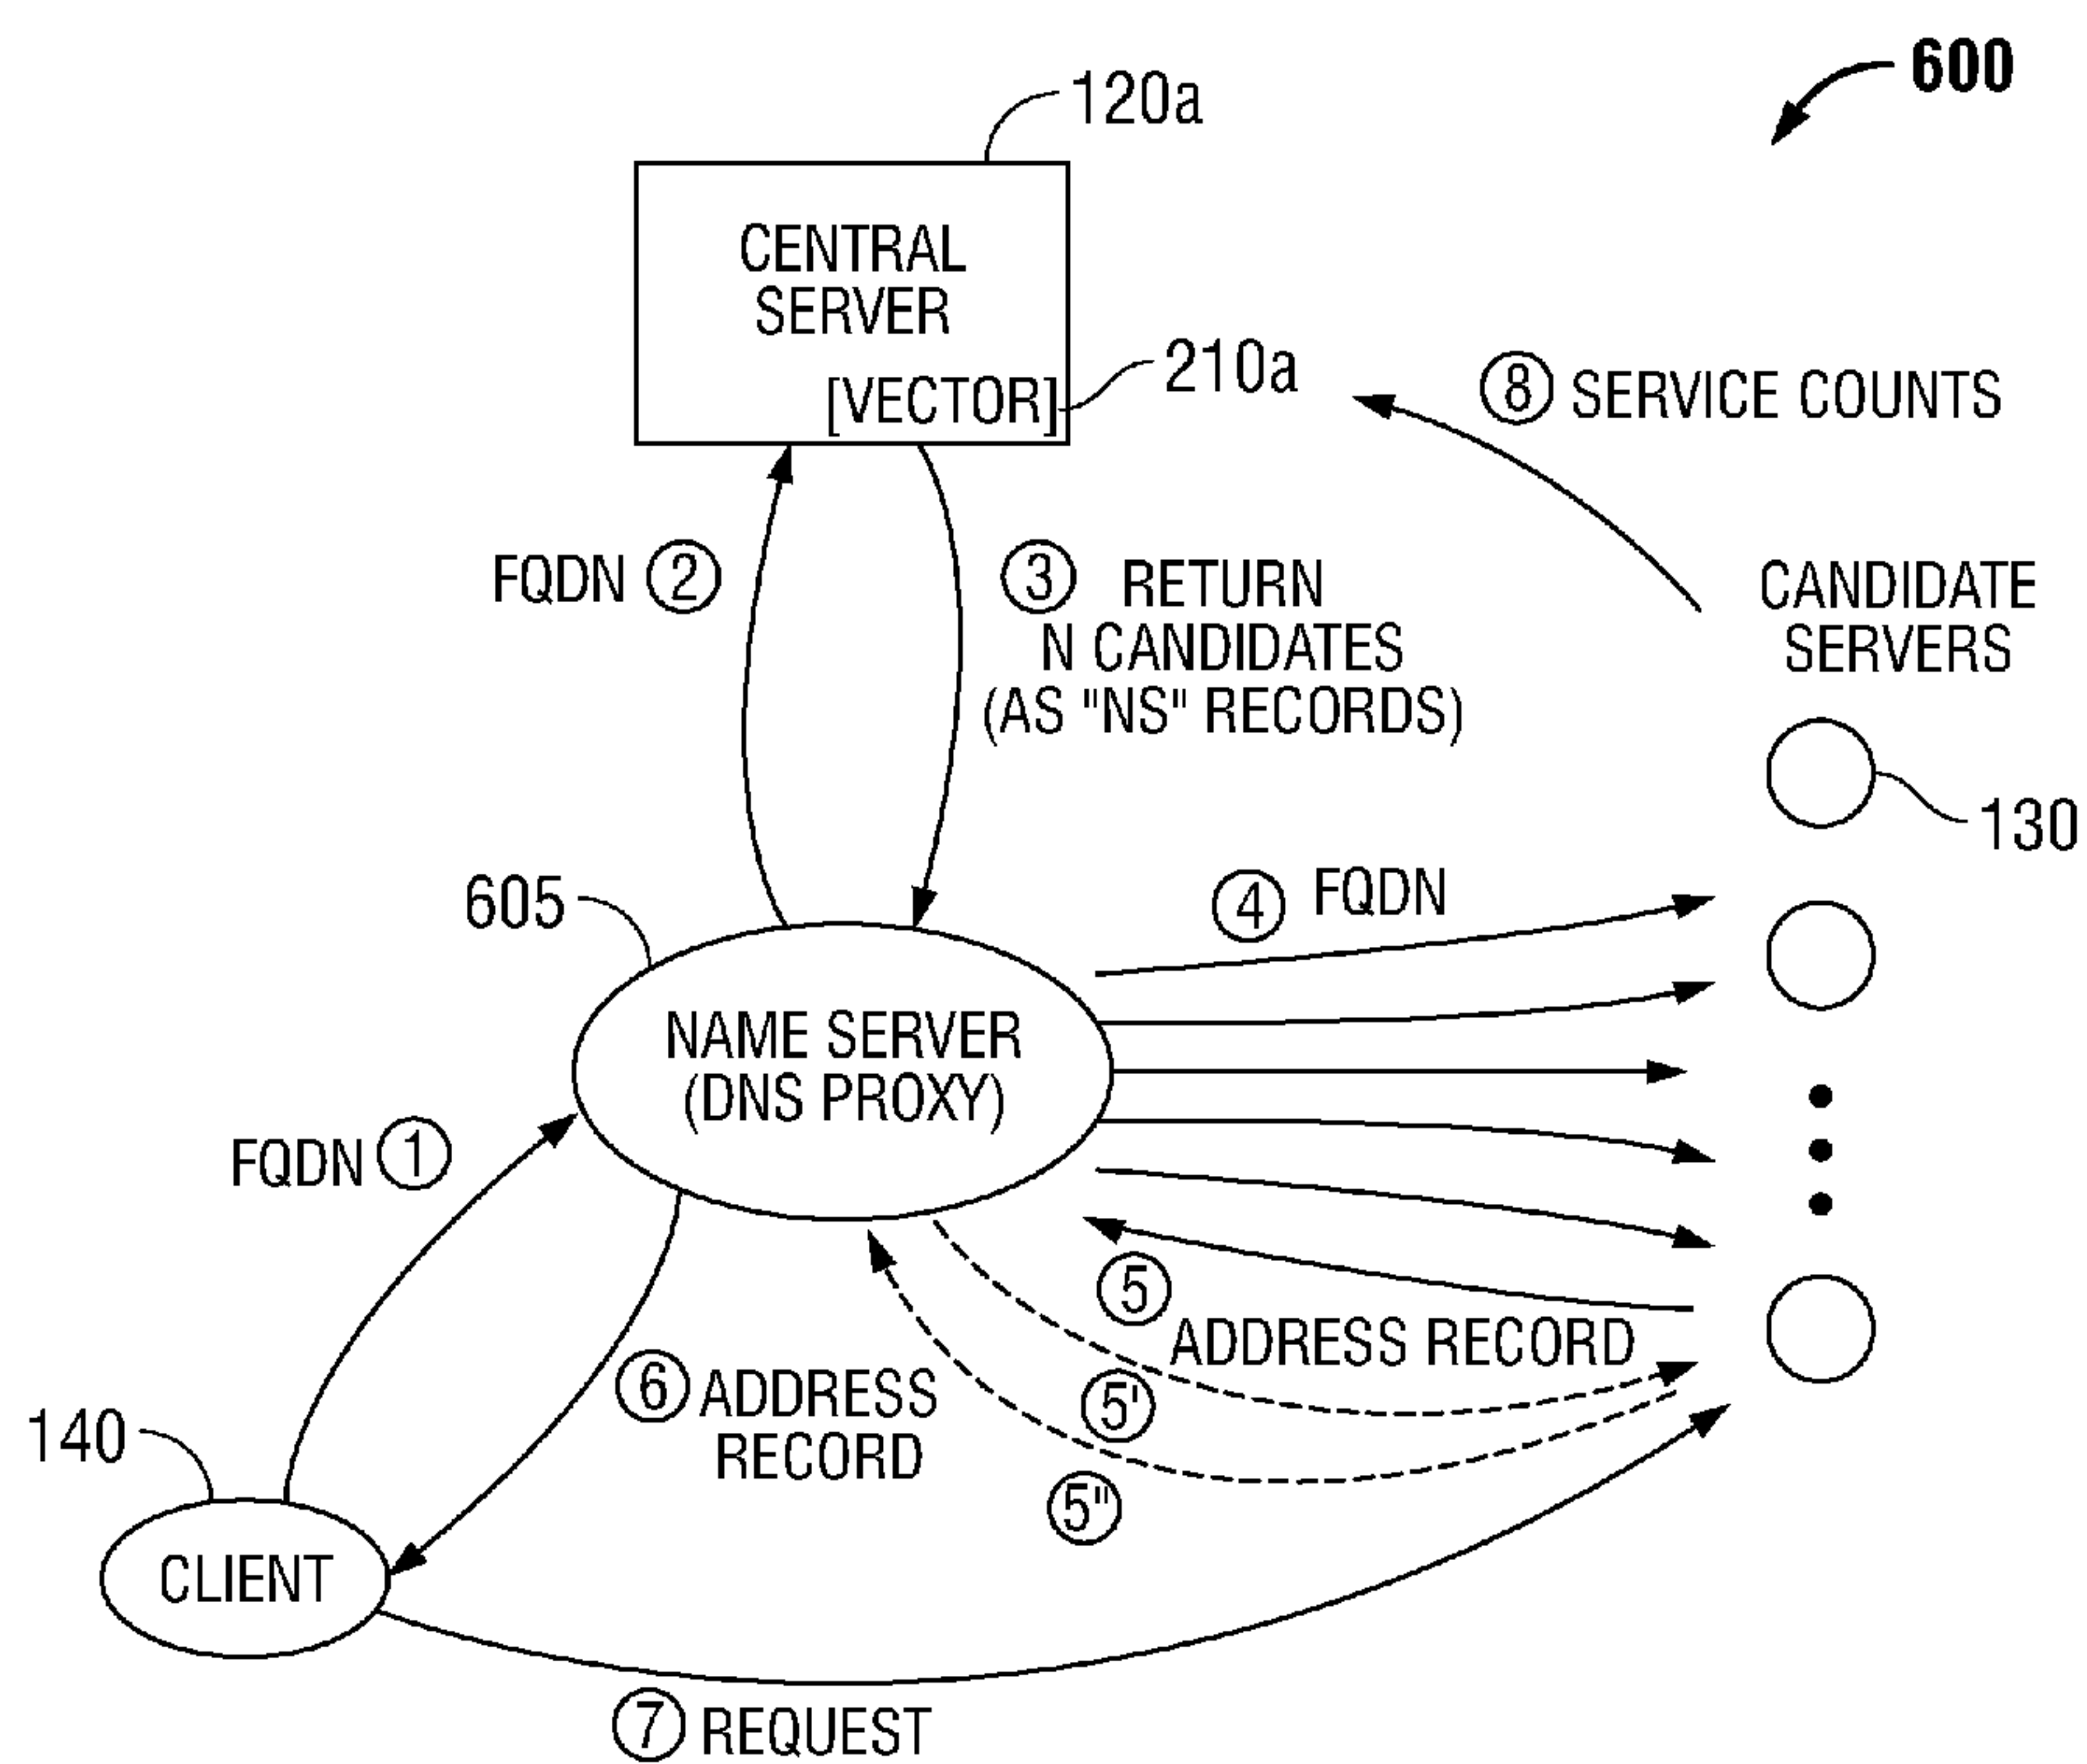 600
120a
CENTRAL
SERVER
[VECTOR]
210a
8 SERVICE COUNTS
FQDN 2
3 RETURN
N CANDIDATES
(AS "NS" RECORDS)
CANDIDATE
SERVERS
130
605
4 FQDN
NAME SERVER
(DNS PROXY)
FQDN 1
5
ADDRESS RECORD
6 ADDRESS
RECORD
5'
5"
140
CLIENT
7 REQUEST